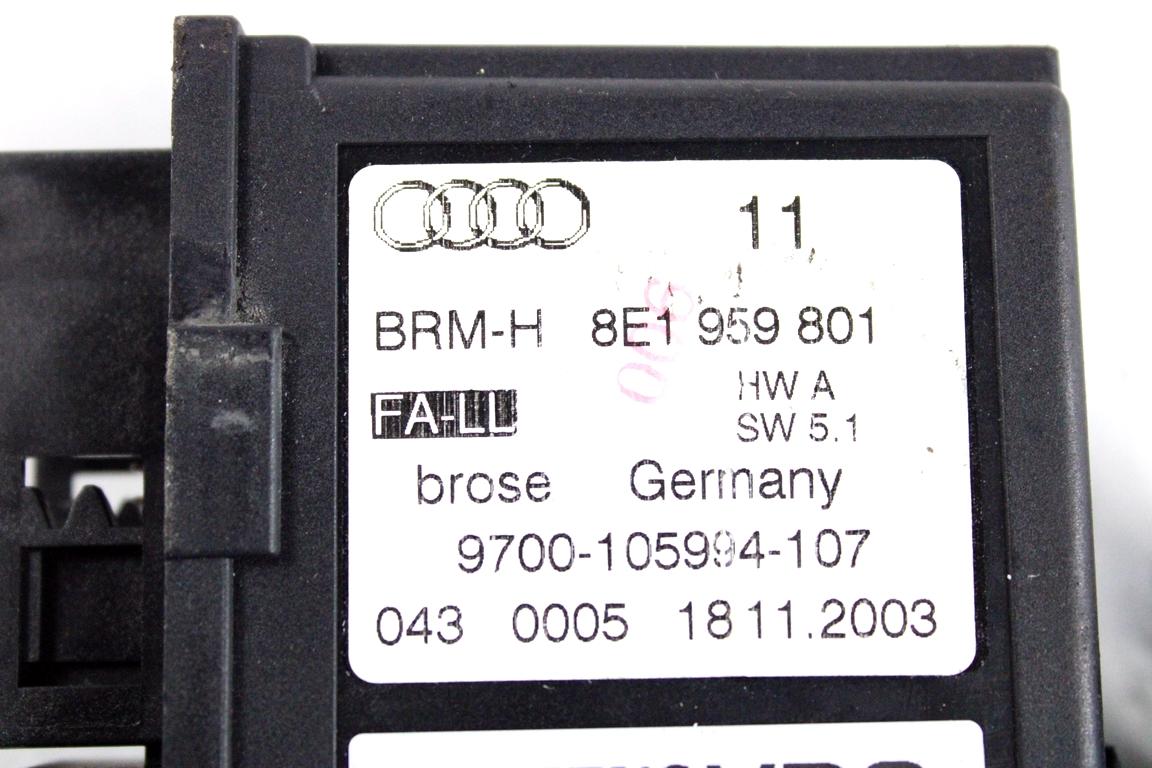 11
BRM-H 8E1 959 801
HW A
FA-LL
SW 5.1
brose Germany
9700-105994-107
043 0005 18 11.2003